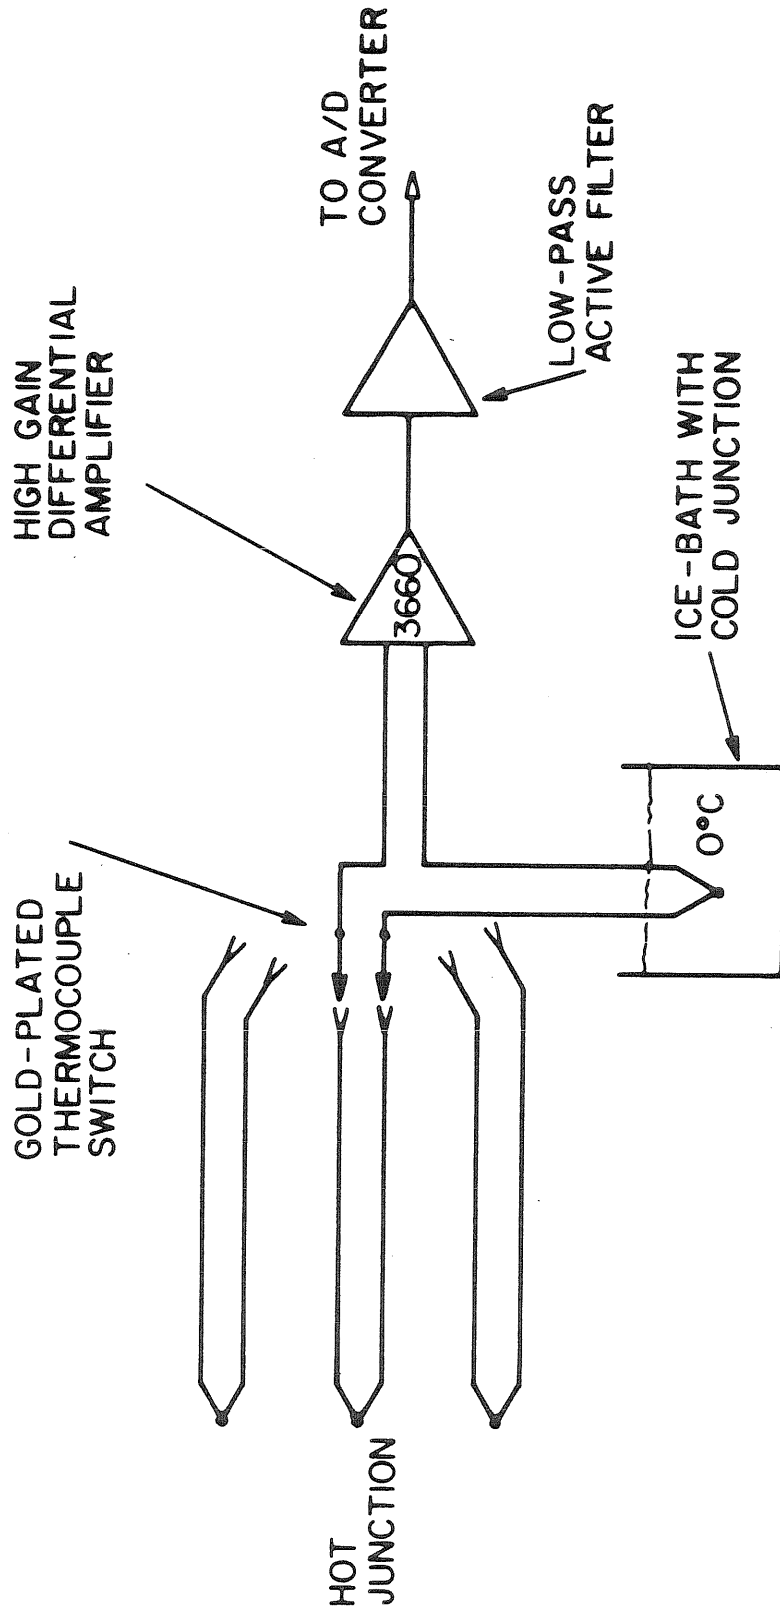 HIGH GAIN
DIFFERENTIAL
AMPLIFIER
TO A/D
CONVERTER
GOLD-PLATED
THERMOCOUPLE
SWITCH
3660
LOW-PASS
ACTIVE FILTER
HOT
JUNCTION
0°C
ICE-BATH WITH
COLD JUNCTION